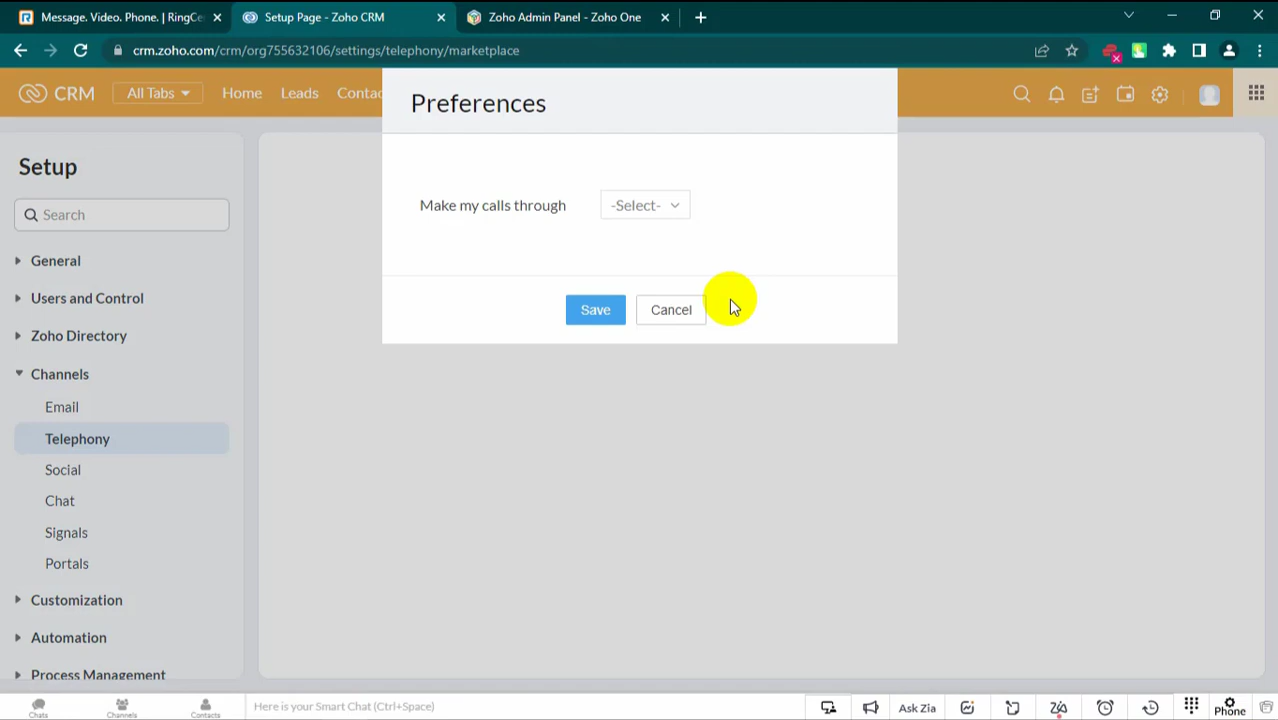 Message. Video. Phone. | RingCe
Setup Page - Zoho CRM
Zoho Admin Panel - Zoho One
crm.zoho.com/crm/org755632106/settings/telephony/marketplace
CRM
All Tabs
Home
Leads
Contac
Preferences
Make my calls through
-Select-
Save
Cancel
Setup
Search
General
Users and Control
Zoho Directory
Channels
Email
Telephony
Social
Chat
Signals
Portals
Customization
Automation
Process Management
Chats
Channels
Contacts
Here is your Smart Chat (Ctrl+Space)
Ask Zia
Phone